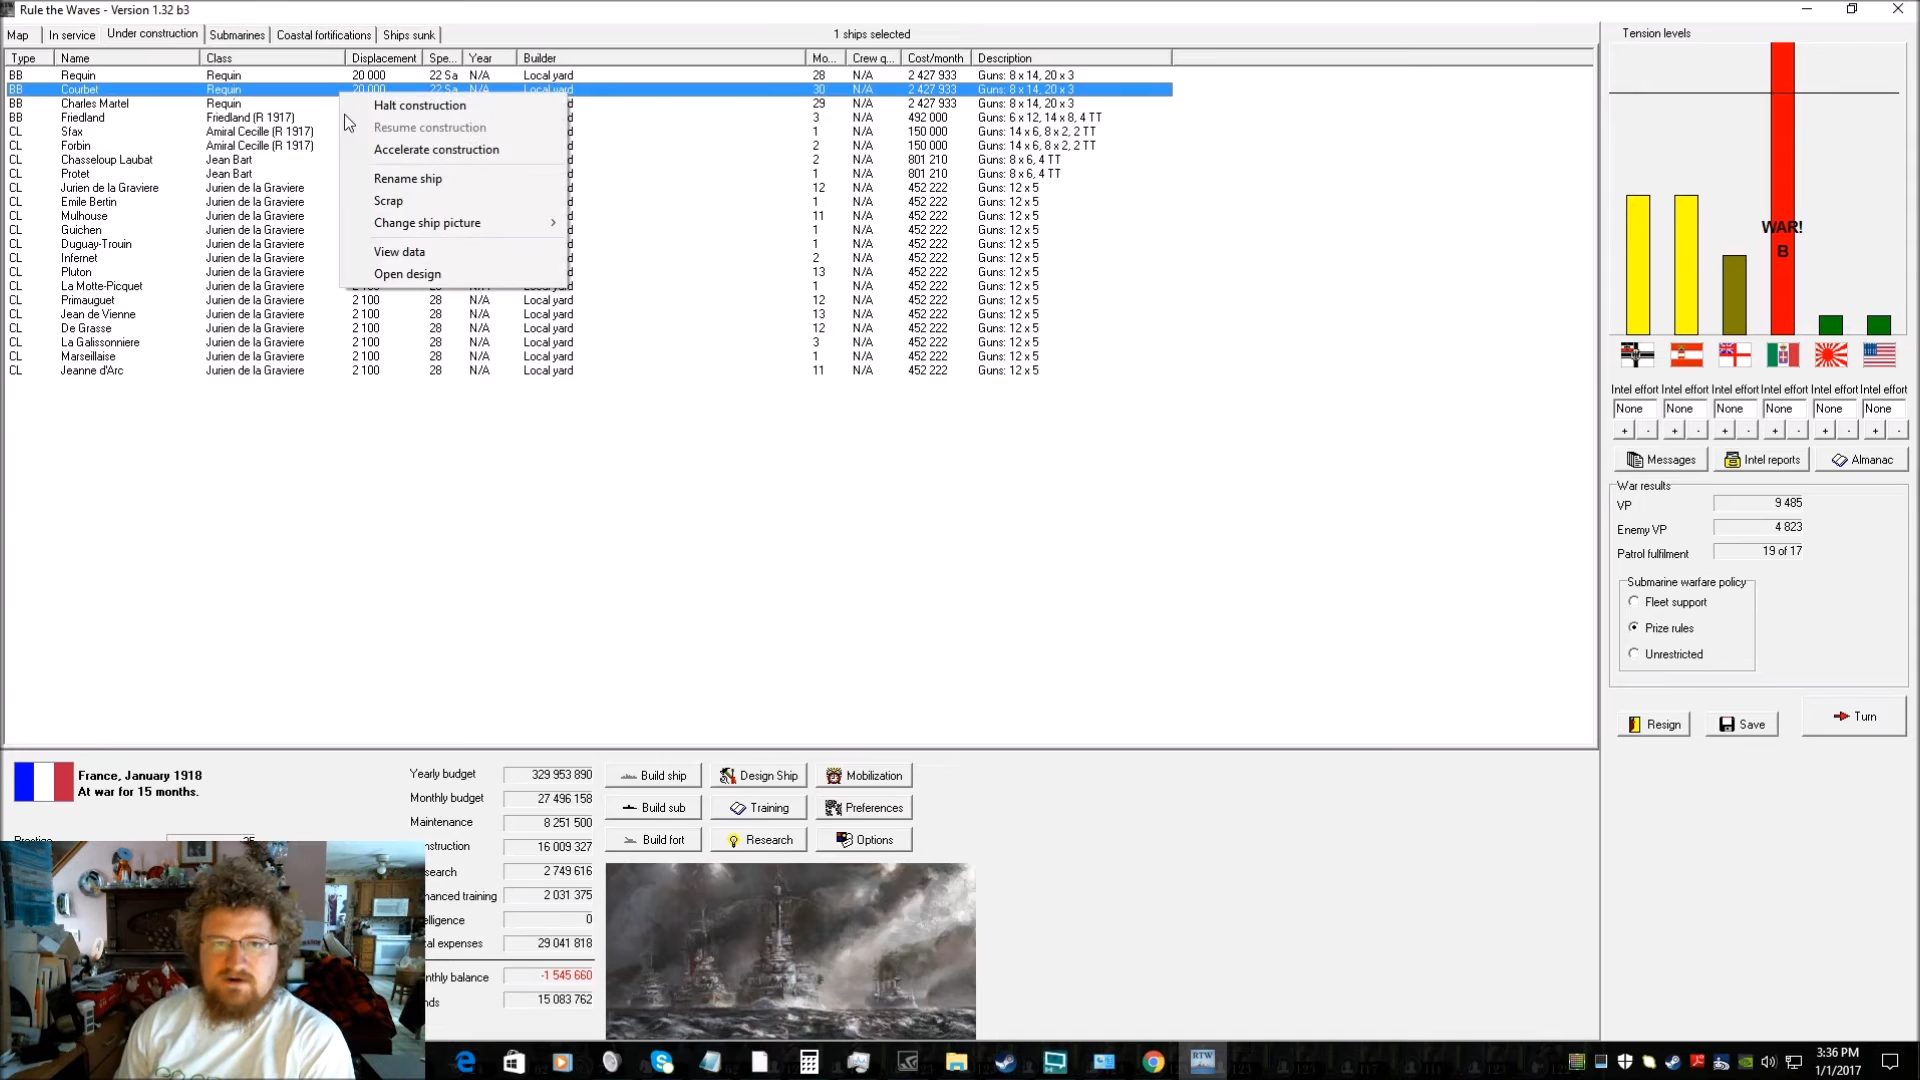 Rule the Waves - Version 1.32 b3
Map In service Under construction Submarines Coastal fortifications Ships sunk 1 ships selected
Type Name Class Displacement Spe... Year Builder Mo... Crew q... Cost/month Description
BB Requin Requin 20 000 22 Sa N/A Local yard 28 N/A 2 427 933 Guns: 8 x 14, 20 x 3
BB Courbet Requin 20 000 22 Sa N/A Local yard 30 N/A 2 427 933 Guns: 8 x 14, 20 x 3
BB Charles Martel Requin 29 N/A 2 427 933 Guns: 8 x 14, 20 x 3
BB Friedland Friedland (R 1917) 3 N/A 492 000 Guns: 6 x 12, 14 x 8, 4 TT
CL Sfax Amiral Cecille (R 1917) 1 N/A 150 000 Guns: 14 x 6, 8 x 2, 2 TT
CL Forbin Amiral Cecille (R 1917) 2 N/A 150 000 Guns: 14 x 6, 8 x 2, 2 TT
CL Chasseloup Laubat Jean Bart 2 N/A 801 210 Guns: 8 x 6, 4 TT
CL Protet Jean Bart 1 N/A 801 210 Guns: 8 x 6, 4 TT
CL Jurien de la Graviere Jurien de la Graviere 12 N/A 452 222 Guns: 12 x 5
CL Emile Bertin Jurien de la Graviere 1 N/A 452 222 Guns: 12 x 5
CL Mulhouse Jurien de la Graviere 11 N/A 452 222 Guns: 12 x 5
CL Guichen Jurien de la Graviere 1 N/A 452 222 Guns: 12 x 5
CL Duguay-Trouin Jurien de la Graviere 1 N/A 452 222 Guns: 12 x 5
CL Infernet Jurien de la Graviere 2 N/A 452 222 Guns: 12 x 5
CL Pluton Jurien de la Graviere 13 N/A 452 222 Guns: 12 x 5
CL La Motte-Picquet Jurien de la Graviere 1 N/A 452 222 Guns: 12 x 5
CL Primauguet Jurien de la Graviere 2 100 28 N/A Local yard 12 N/A 452 222 Guns: 12 x 5
CL Jean de Vienne Jurien de la Graviere 2 100 28 N/A Local yard 13 N/A 452 222 Guns: 12 x 5
CL De Grasse Jurien de la Graviere 2 100 28 N/A Local yard 12 N/A 452 222 Guns: 12 x 5
CL La Galissonniere Jurien de la Graviere 2 100 28 N/A Local yard 3 N/A 452 222 Guns: 12 x 5
CL Marseillaise Jurien de la Graviere 2 100 28 N/A Local yard 1 N/A 452 222 Guns: 12 x 5
CL Jeanne d'Arc Jurien de la Graviere 2 100 28 N/A Local yard 11 N/A 452 222 Guns: 12 x 5
Halt construction
Resume construction
Accelerate construction
Rename ship
Scrap
Change ship picture
View data
Open design
Tension levels
WAR!
B
Intel effort Intel effort Intel effort Intel effort Intel effort Intel effort
None None None None None None
+ - + - + - + - + - + -
Messages Intel reports Almanac
War results
VP 9 485
Enemy VP 4 823
Patrol fulfilment 19 of 17
Submarine warfare policy
Fleet support
Prize rules
Unrestricted
Resign Save Turn
France, January 1918
At war for 15 months.
Prestige 25
Yearly budget 329 953 890
Monthly budget 27 496 158
Maintenance 8 251 500
struction 16 009 327
search 2 749 616
hanced training 2 031 375
elligence 0
tal expenses 29 041 818
nthly balance -1 545 660
nds 15 083 762
Build ship Design Ship Mobilization
Build sub Training Preferences
Build fort Research Options
RTW
3:36 PM
1/1/2017